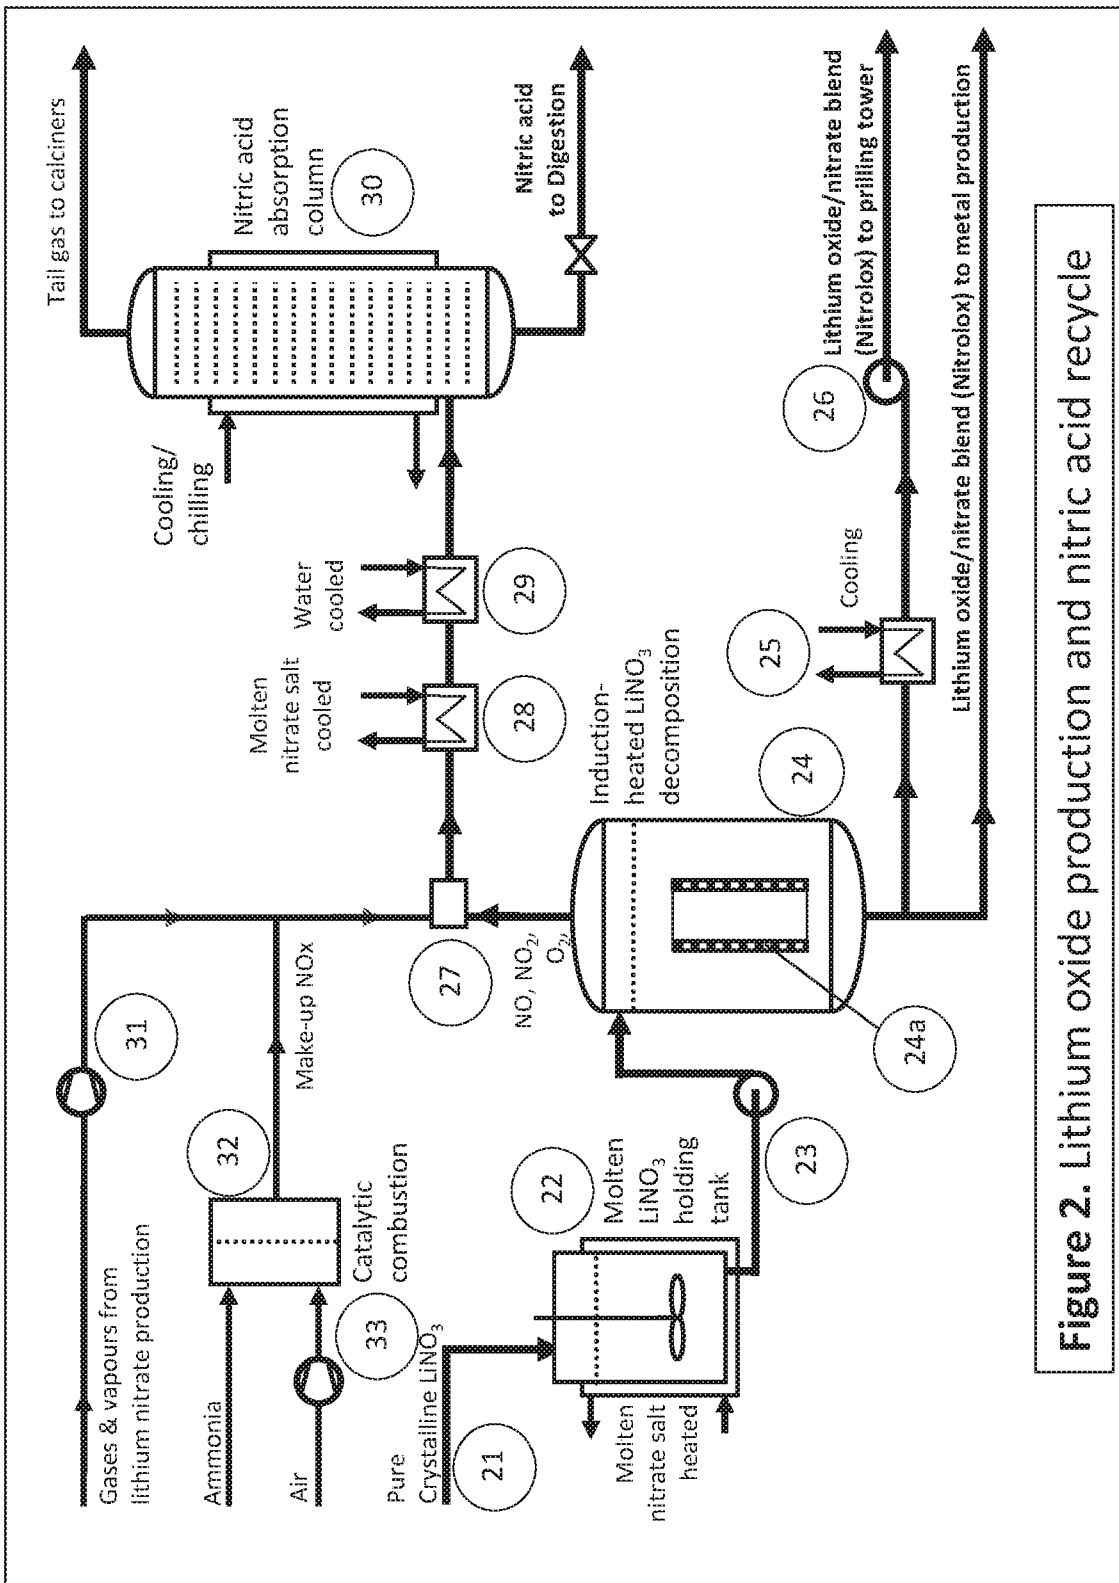 Gases & vapours from
lithium nitrate production
31
Tail gas to calciners
Ammonia
32
Make-up NOx
Air
33
Catalytic
combustion
27
Molten
nitrate salt
cooled
28
Water
cooled
29
Cooling/
chilling
Nitric acid
absorption
column
30
Nitric acid
to Digestion
Pure
Crystalline LiNO3
21
22
Molten
LiNO3
holding
tank
Molten
nitrate salt
heated
23
NO, NO2,
O2,
Induction-
heated LiNO3
decomposition
24
24a
25
Cooling
26
Lithium oxide/nitrate blend
(Nitrolox) to prilling tower
Lithium oxide/nitrate blend (Nitrolox) to metal production
Figure 2. Lithium oxide production and nitric acid recycle